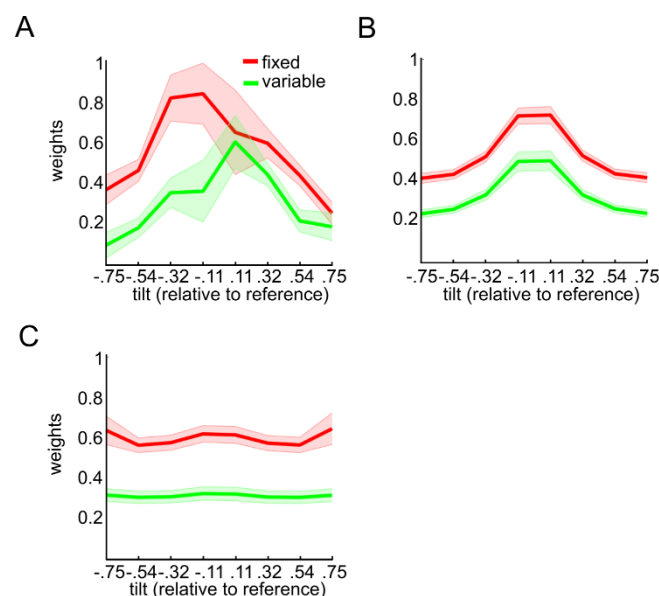 A
fixed
variable
1
0.8
0.6
0.4
0.2
weights
-.75 -.54 -.32 -.11 .11 .32 .54 .75
tilt (relative to reference)
B
1
0.8
0.6
0.4
0.2
-.75 -.54 -.32 -.11 .11 .32 .54 .75
tilt (relative to reference)
C
1
0.8
0.6
0.4
0.2
weights
-.75 -.54 -.32 -.11 .11 .32 .54 .75
tilt (relative to reference)